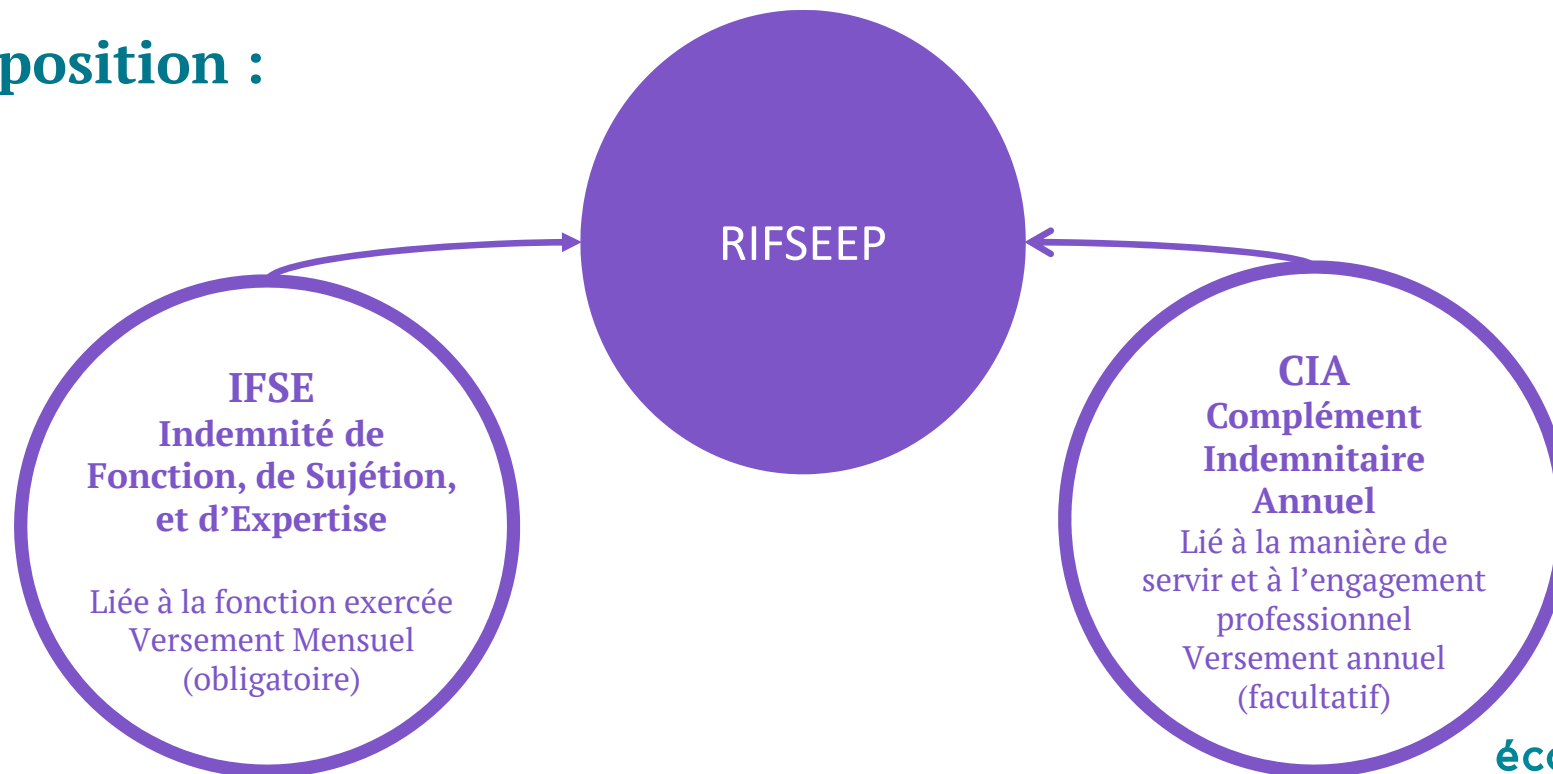 position :
RIFSEEP
IFSE
Indemnité de
Fonction, de Sujétion,
et d’Expertise
Liée à la fonction exercée
Versement Mensuel
(obligatoire)
CIA
Complément
Indemnitaire
Annuel
Lié à la manière de
servir et à l’engagement
professionnel
Versement annuel
(facultatif)